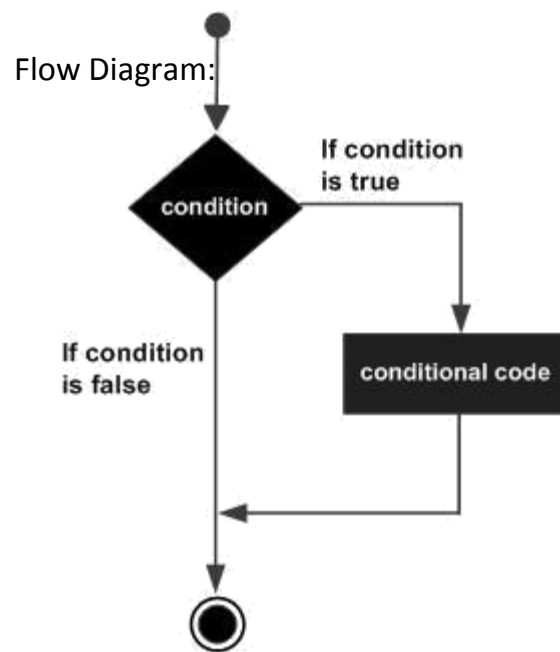 Flow Diagram:
If condition
is true
condition
If condition
is false
conditional code